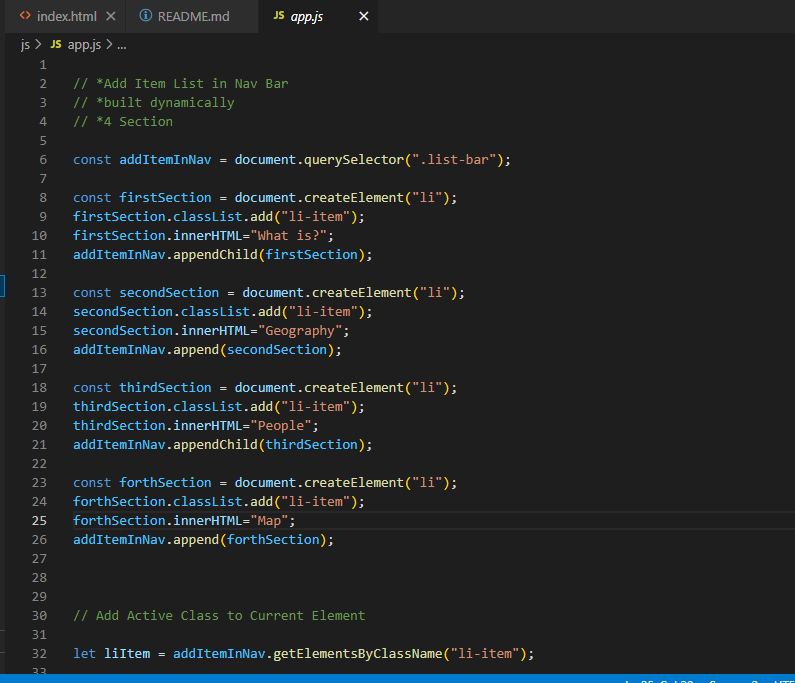 <> index.html ×
ⓘ README.md
JS app.js ×
js > JS app.js > ...
1
2 // *Add Item List in Nav Bar
3 // *built dynamically
4 // *4 Section
5
6 const addItemInNav = document.querySelector(".list-bar");
7
8 const firstSection = document.createElement("li");
9 firstSection.classList.add("li-item");
10 firstSection.innerHTML="What is?";
11 addItemInNav.appendChild(firstSection);
12
13 const secondSection = document.createElement("li");
14 secondSection.classList.add("li-item");
15 secondSection.innerHTML="Geography";
16 addItemInNav.append(secondSection);
17
18 const thirdSection = document.createElement("li");
19 thirdSection.classList.add("li-item");
20 thirdSection.innerHTML="People";
21 addItemInNav.appendChild(thirdSection);
22
23 const forthSection = document.createElement("li");
24 forthSection.classList.add("li-item");
25 forthSection.innerHTML="Map";
26 addItemInNav.append(forthSection);
27
28
29
30 // Add Active Class to Current Element
31
32 let liItem = addItemInNav.getElementsByClassName("li-item");
33